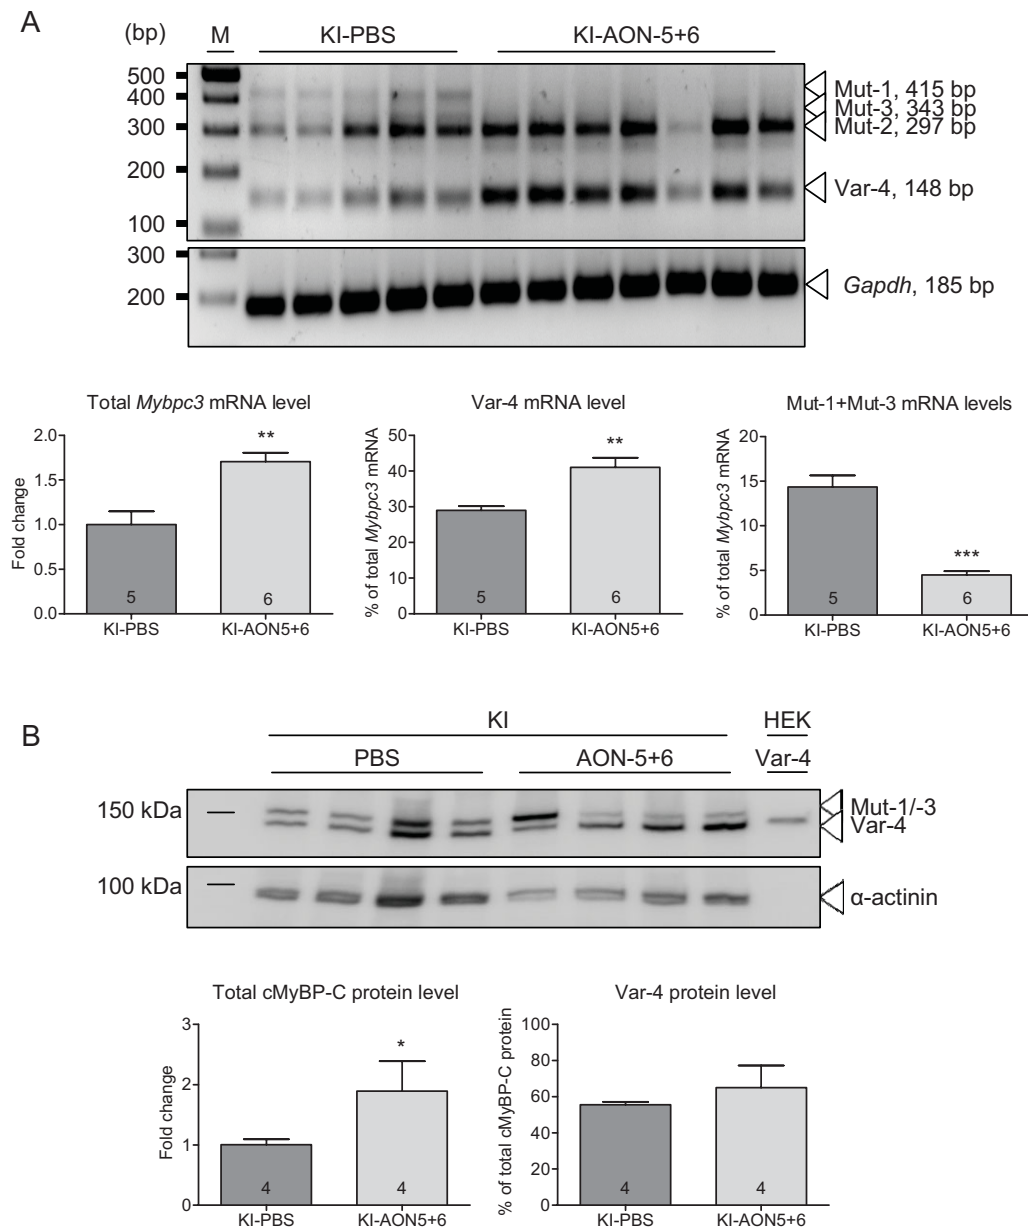 A
(bp) M KI-PBS KI-AON-5+6
500
400
300
200
100
Mut-1, 415 bp
Mut-3, 343 bp
Mut-2, 297 bp
Var-4, 148 bp
300
200
Gapdh, 185 bp
Total Mybpc3 mRNA level
Fold change
2.0
1.5
1.0
0.5
0.0
**
5
6
KI-PBS
KI-AON5+6
Var-4 mRNA level
% of total Mybpc3 mRNA
50
40
30
20
10
0
**
5
6
KI-PBS
KI-AON5+6
Mut-1+Mut-3 mRNA levels
% of total Mybpc3 mRNA
20
15
10
5
0
***
5
6
KI-PBS
KI-AON5+6
B
KI HEK
PBS AON-5+6 Var-4
150 kDa
Mut-1/-3
Var-4
100 kDa
α-actinin
Total cMyBP-C protein level
Fold change
3
2
1
0
*
4
4
KI-PBS
KI-AON5+6
Var-4 protein level
% of total cMyBP-C protein
100
80
60
40
20
0
4
4
KI-PBS
KI-AON5+6